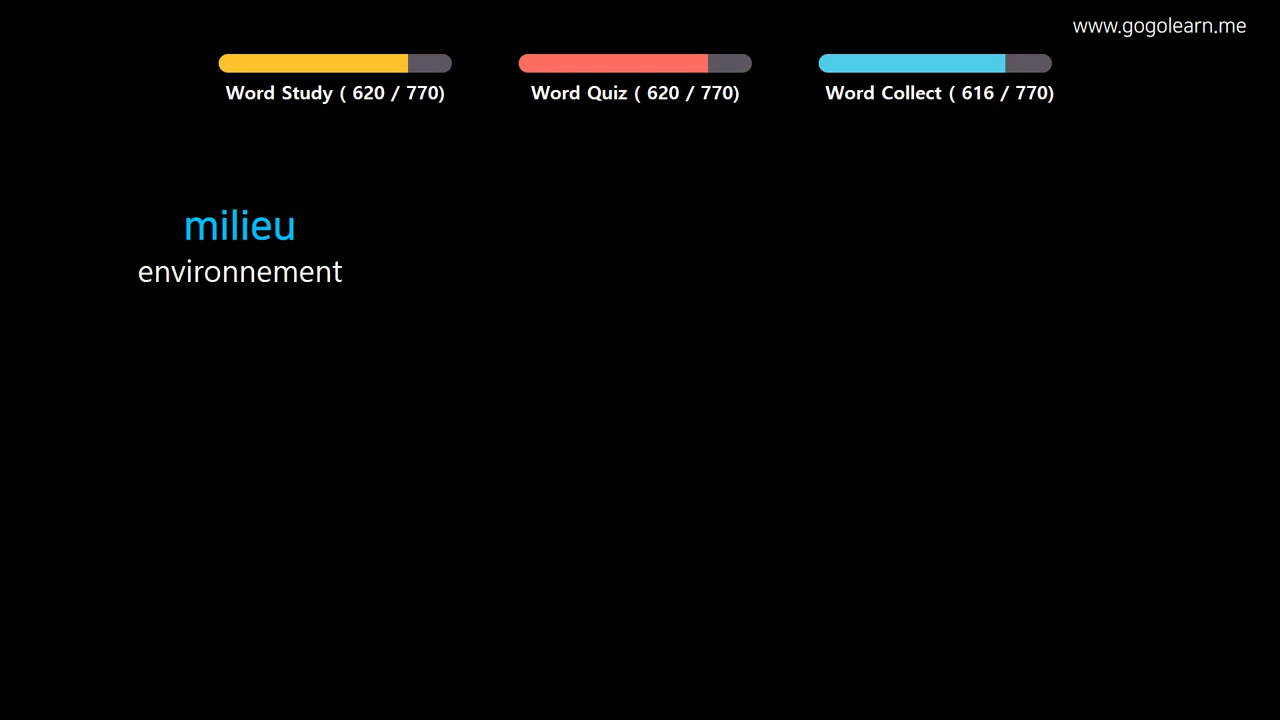 www.gogolearn.me
Word Study ( 620 / 770)
Word Quiz ( 620 / 770)
Word Collect ( 616 / 770)
milieu
environnement